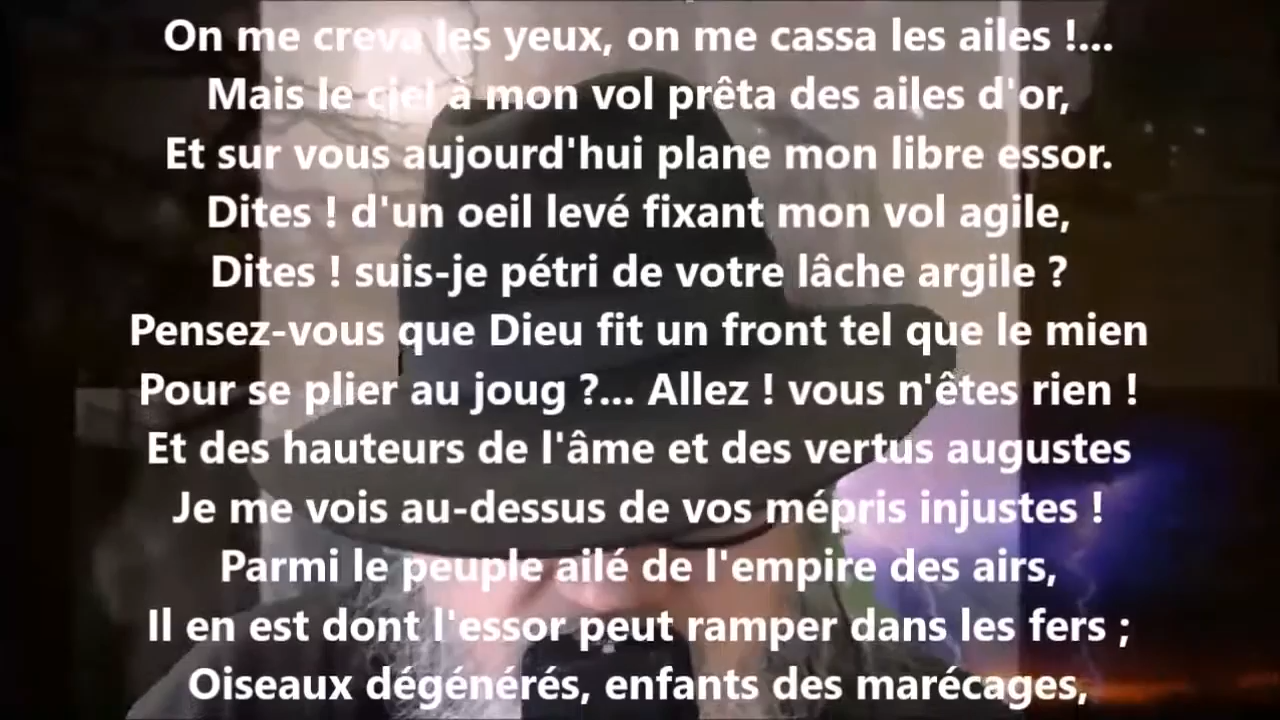 On me creva les yeux, on me cassa les ailes !...
Mais le ciel à mon vol prêta des ailes d'or,
Et sur vous aujourd'hui plane mon libre essor.
Dites ! d'un oeil levé fixant mon vol agile,
Dites ! suis-je pétri de votre lâche argile ?
Pensez-vous que Dieu fit un front tel que le mien
Pour se plier au joug ?... Allez ! vous n'êtes rien !
Et des hauteurs de l'âme et des vertus augustes
Je me vois au-dessus de vos mépris injustes !
Parmi le peuple ailé de l'empire des airs,
Il en est dont l'essor peut ramper dans les fers ;
Oiseaux dégénérés, enfants des marécages,